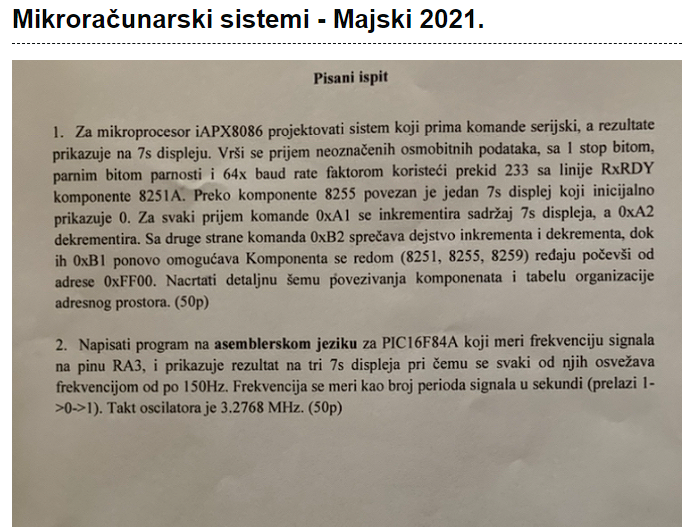 Mikroračunarski sistemi - Majski 2021.
Pisani ispit
1. Za mikroprocesor iAPX8086 projektovati sistem koji prima komande serijski, a rezultate
prikazuje na 7s displeju. Vrši se prijem neoznačenih osmobitnih podataka, sa 1 stop bitom,
parnim bitom parnosti i 64x baud rate faktorom koristeći prekid 233 sa linije RxRDY
komponente 8251A. Preko komponente 8255 povezan je jedan 7s displej koji inicijalno
prikazuje 0. Za svaki prijem komande 0xA1 se inkrementira sadržaj 7s displeja, a 0xA2
dekrementira. Sa druge strane komanda 0xB2 sprečava dejstvo inkrementa i dekrementa, dok
ih 0xB1 ponovo omogućava Komponenta se redom (8251, 8255, 8259) ređaju počevši od
adrese 0xFF00. Nacrtati detaljnu šemu povezivanja komponenata i tabelu organizacije
adresnog prostora. (50p)
2. Napisati program na asemblerskom jeziku za PIC16F84A koji meri frekvenciju signala
na pinu RA3, i prikazuje rezultat na tri 7s displeja pri čemu se svaki od njih osvežava
frekvencijom od po 150Hz. Frekvencija se meri kao broj perioda signala u sekundi (prelazi 1-
>0->1). Takt oscilatora je 3.2768 MHz. (50p)